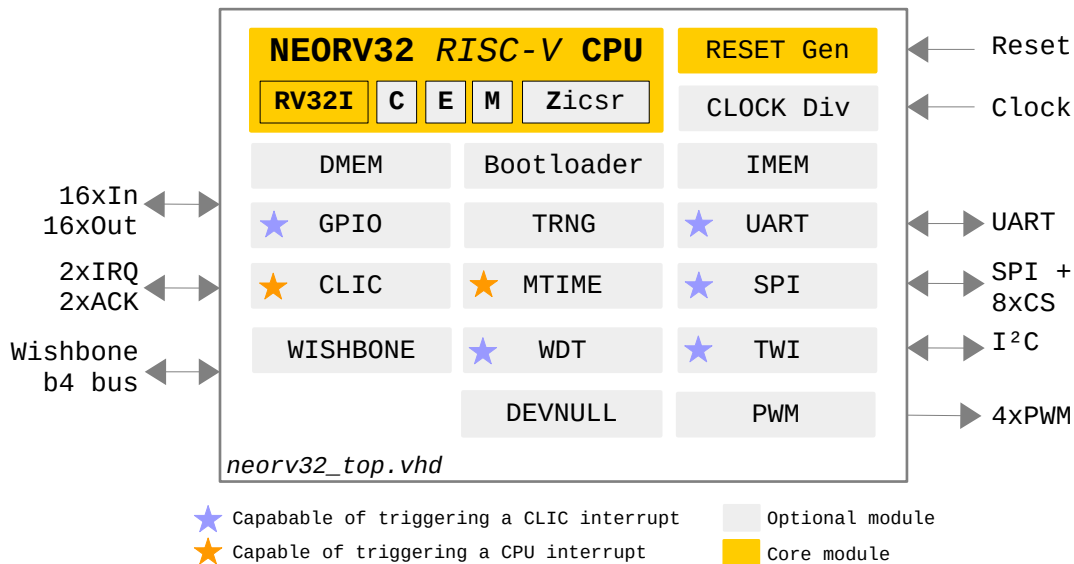 NEORV32 RISC-V CPU
RV32I C E M Zicsr
RESET Gen
CLOCK Div
DMEM Bootloader IMEM
GPIO TRNG UART
CLIC MTIME SPI
WISHBONE WDT TWI
DEVNULL PWM
neorv32_top.vhd
16xIn
16xOut
2xIRQ
2xACK
Wishbone
b4 bus
Reset
Clock
UART
SPI +
8xCS
I²C
4xPWM
Capabable of triggering a CLIC interrupt
Capable of triggering a CPU interrupt
Optional module
Core module